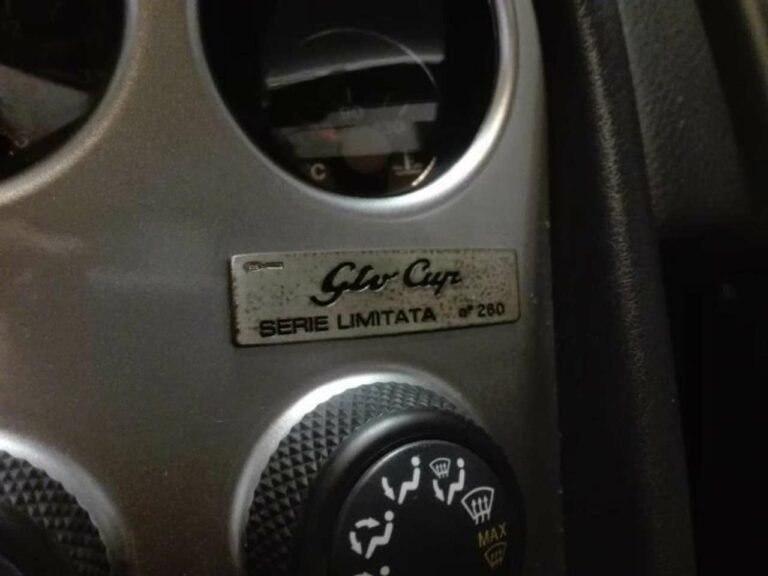 C
Gtv Cup
SERIE LIMITATA n° 260
MAX